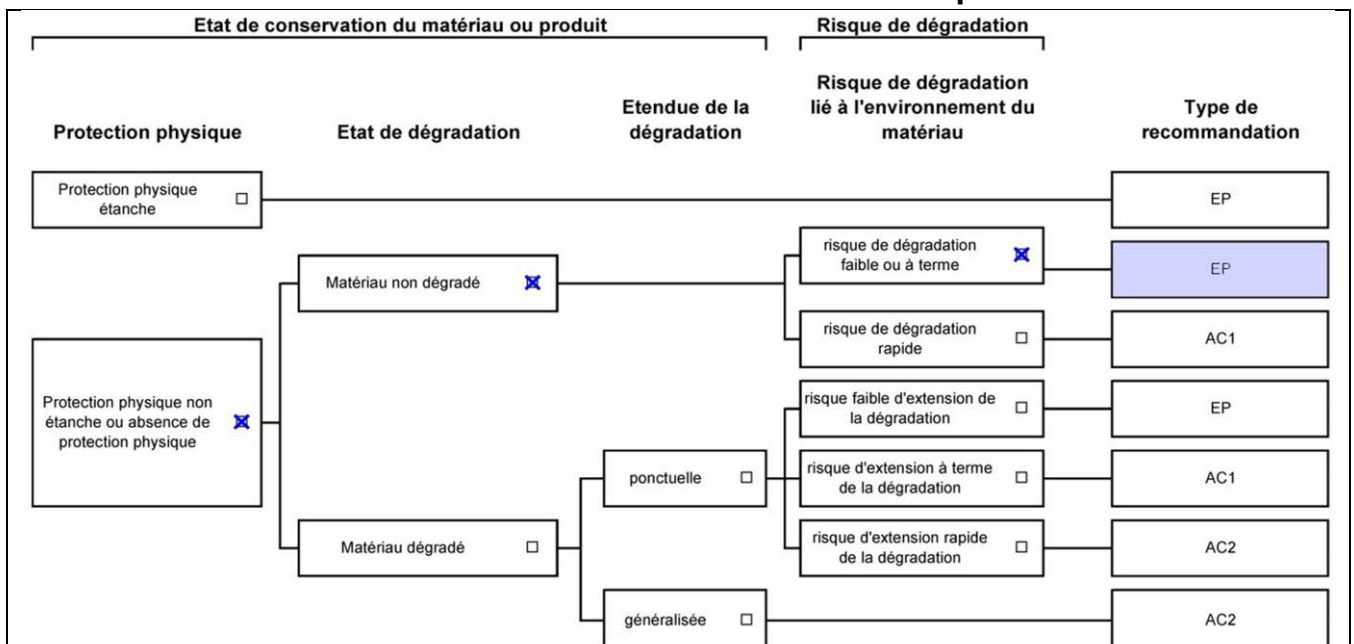 Etat de conservation du matériau ou produit
Risque de dégradation
Protection physique
Etat de dégradation
Etendue de la
dégradation
Risque de dégradation
lié à l'environnement du
matériau
Type de
recommandation
Protection physique
étanche
EP
risque de dégradation
faible ou à terme
EP
Matériau non dégradé
risque de dégradation
rapide
AC1
Protection physique non
étanche ou absence de
protection physique
risque faible d'extension de
la dégradation
EP
ponctuelle
risque d'extension à terme
de la dégradation
AC1
Matériau dégradé
risque d'extension rapide
de la dégradation
AC2
généralisée
AC2